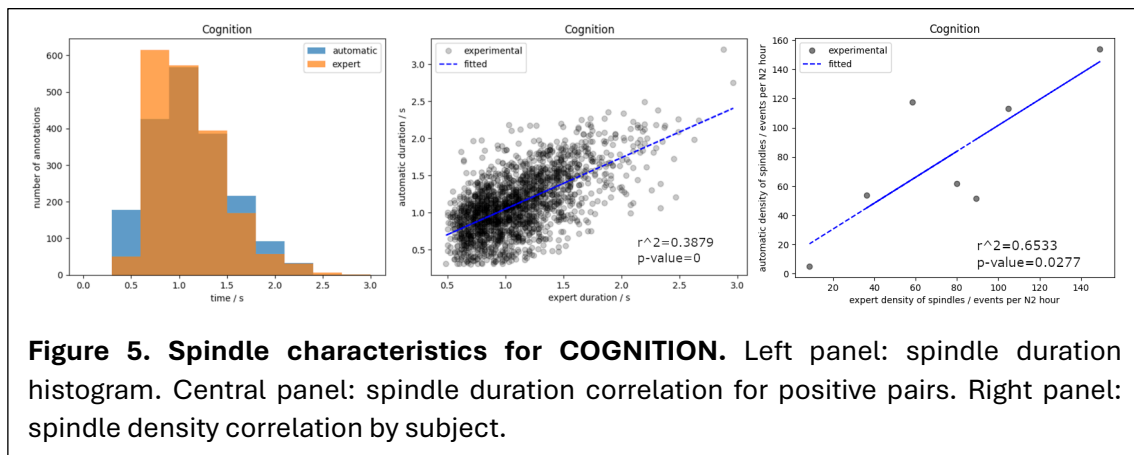 Cognition
automatic
expert
number of annotations
600
500
400
300
200
100
0
0.0 0.5 1.0 1.5 2.0 2.5 3.0
time / s
Cognition
experimental
fitted
automatic duration / s
3.0
2.5
2.0
1.5
1.0
0.5
r^2=0.3879
p-value=0
0.5 1.0 1.5 2.0 2.5 3.0
expert duration / s
Cognition
experimental
fitted
automatic density of spindles / events per N2 hour
160
140
120
100
80
60
40
20
0
r^2=0.6533
p-value=0.0277
20 40 60 80 100 120 140
expert density of spindles / events per N2 hour
Figure 5. Spindle characteristics for COGNITION. Left panel: spindle duration
histogram. Central panel: spindle duration correlation for positive pairs. Right panel:
spindle density correlation by subject.